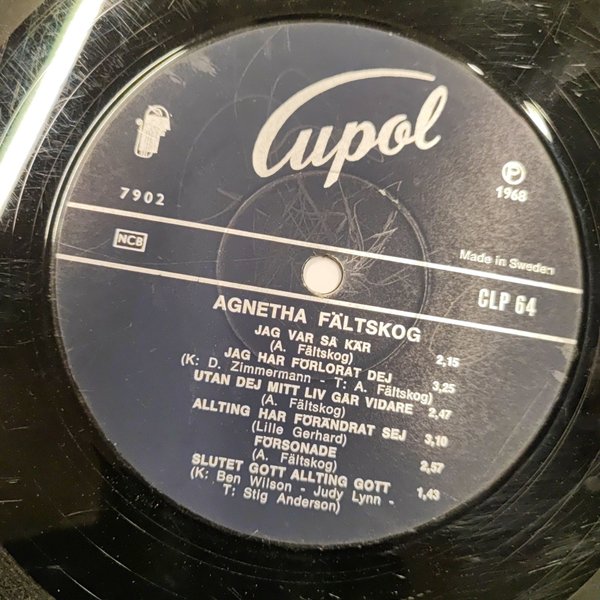 Cupol
7902
P
1968
NCB
Made in Sweden
CLP 64
AGNETHA FÄLTSKOG
JAG VAR SÅ KÄR 2,15
(A. Fältskog)
JAG HAR FÖRLORAT DEJ 3,25
(K: D. Zimmermann - T: A. Fältskog)
UTAN DEJ MITT LIV GÅR VIDARE 2,47
(A. Fältskog)
ALLTING HAR FÖRÄNDRAT SEJ 3,10
(Lille Gerhard)
FÖRSONADE 2,57
(A. Fältskog)
SLUTET GOTT ALLTING GOTT 1,43
(K: Ben Wilson - Judy Lynn -
T: Stig Anderson)